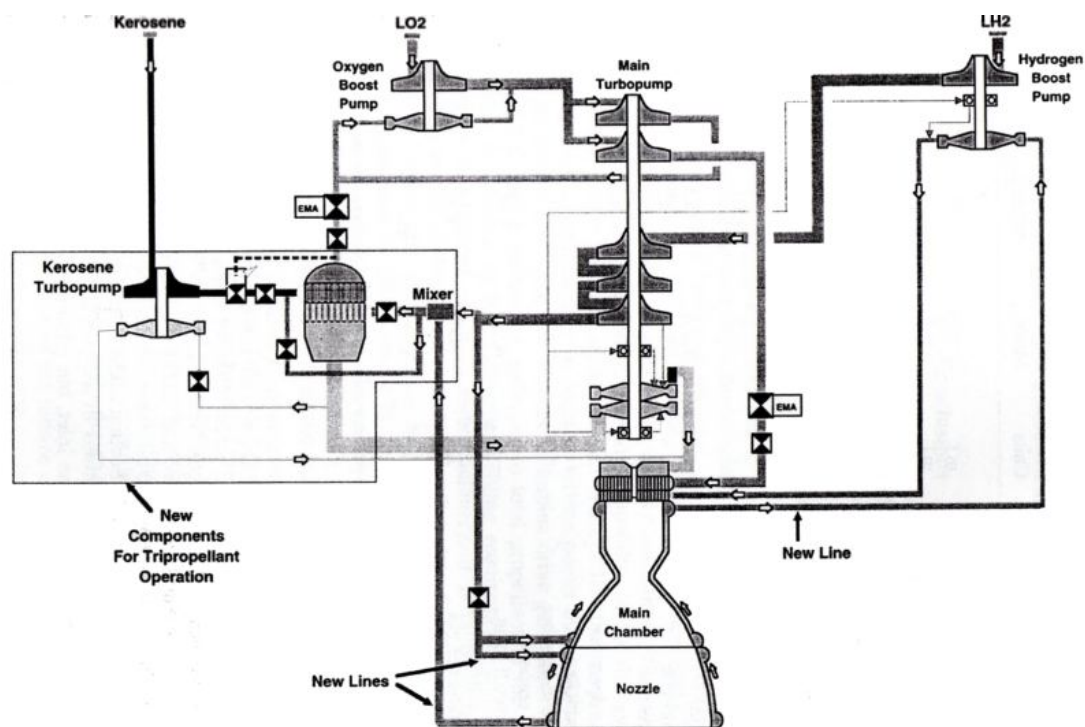 Kerosene
LO2
LH2
Oxygen
Boost
Pump
Main
Turbopump
Hydrogen
Boost
Pump
EMA
Kerosene
Turbopump
Mixer
EMA
New
Components
For Tripropellant
Operation
New Line
Main
Chamber
New Lines
Nozzle